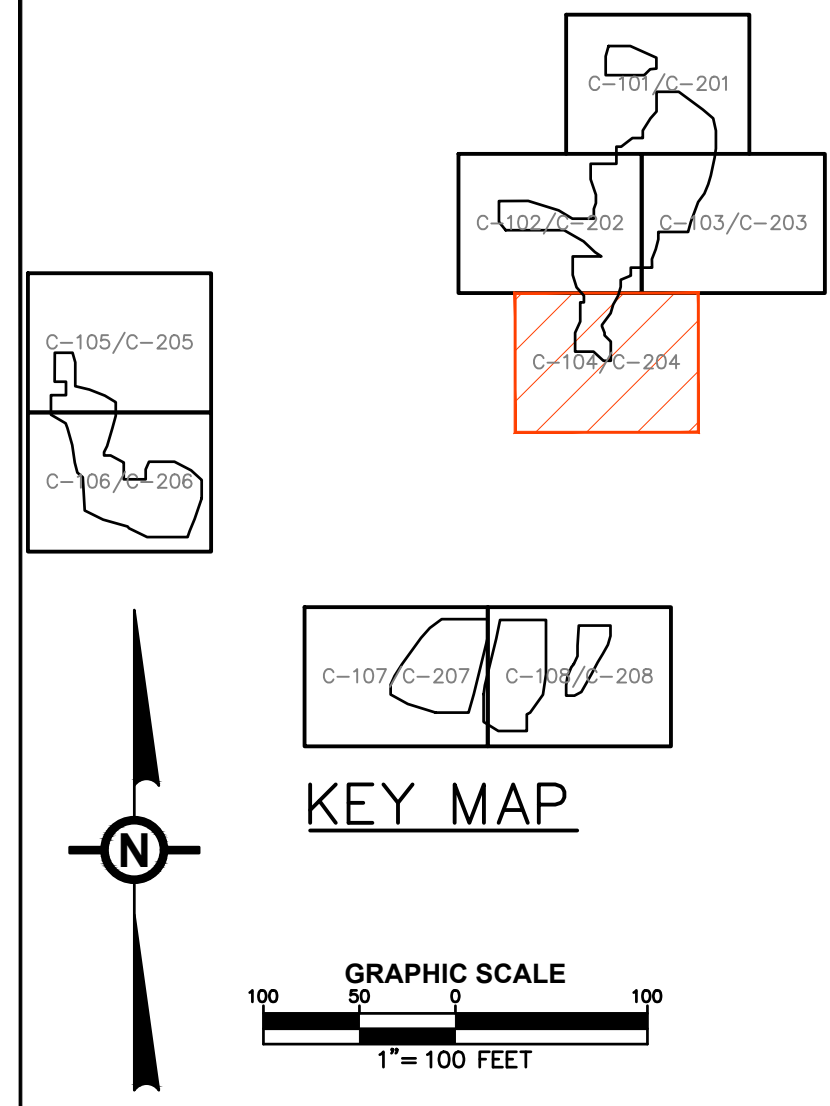 C-101/C-201
C-102/C-202
C-103/C-203
C-104/C-204
C-105/C-205
C-106/C-206
C-107/C-207
C-108/C-208
KEY MAP
N
GRAPHIC SCALE
100 50 0 100
1"= 100 FEET